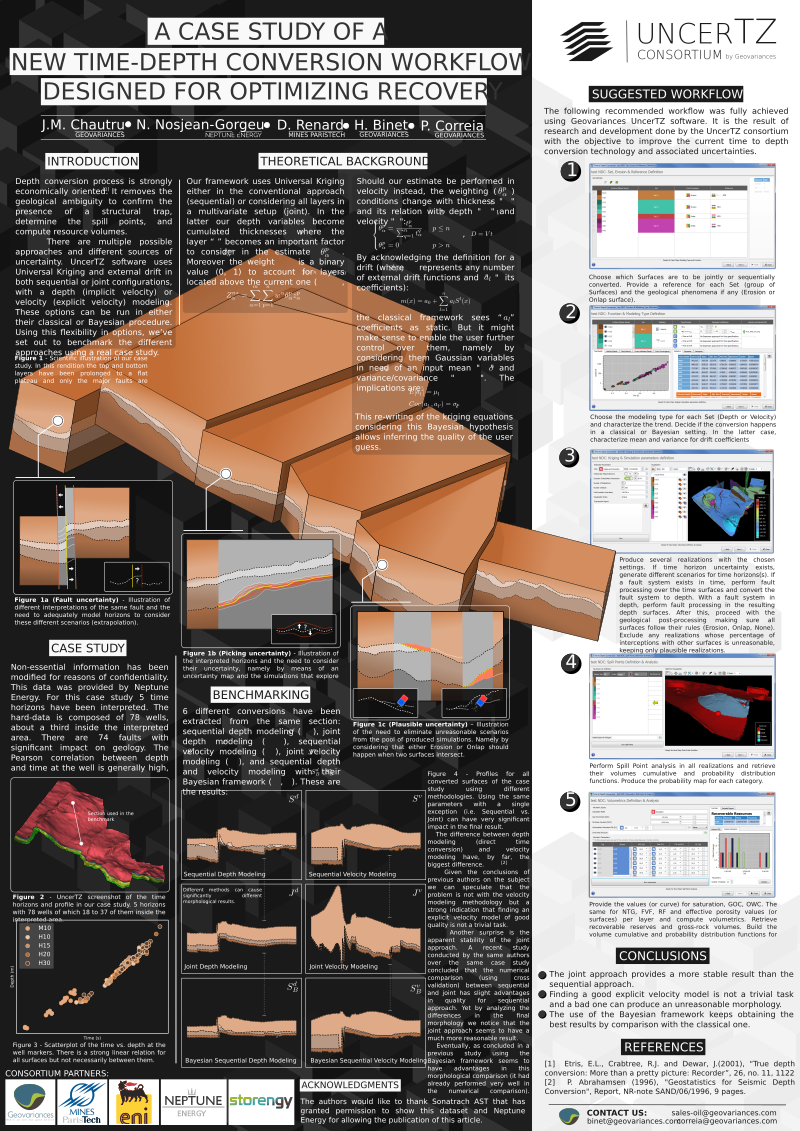 A CASE STUDY OF A
NEW TIME-DEPTH CONVERSION WORKFLOW
DESIGNED FOR OPTIMIZING RECOVERY
J.M. Chautru
GEOVARIANCES
N. Nosjean-Gorgeu
NEPTUNE ENERGY
D. Renard
MINES PARISTECH
H. Binet
GEOVARIANCES
P. Correia
GEOVARIANCES
UNCERTZ
CONSORTIUM by Geovariances
INTRODUCTION
Depth conversion process is strongly
economically oriented. It removes the
geological ambiguity to confirm the
presence of a structural trap,
determine the spill points, and
compute resource volumes.
There are multiple possible
approaches and different sources of
uncertainty. UncerTZ software uses
Universal Kriging and external drift in
both sequential or joint configurations,
with a depth (implicit velocity) or
velocity (explicit velocity) modeling.
These options can be run in either
their classical or Bayesian procedure.
Using this flexibility in options, we've
set out to benchmark the different
approaches using a real case study.
Figure 1 - Scientific illustration of our case
study. In this rendition the top and bottom
layers have been prolonged to a flat
plateau and only the major faults are
THEORETICAL BACKGROUND
Our framework uses Universal Kriging
either in the conventional approach
(sequential) or considering all layers in
a multivariate setup (joint). In the
latter our depth variables become
cumulated thicknesses where the
layer " " becomes an important factor
to consider in the estimate
Moreover the weight is a binary
value (0, 1) to account for layers
located above the current one ( ,
Should our estimate be performed in
velocity instead, the weighting ( )
conditions change with thickness " "
and its relation with depth " " (and
velocity " ":
By acknowledging the definition for a
drift (where represents any number
of external drift functions and " its
coefficients):
the classical framework sees "
coefficients as static. But it might
make sense to enable the user further
control over them, namely by
considering them Gaussian variables
in need of an input mean " " and
variance/covariance " ". The
implications are:
This re-writing of the kriging equations
considering this Bayesian hypothesis
allows inferring the quality of the user
guess.
Figure 1a (Fault uncertainty) - Illustration of
different interpretations of the same fault and the
need to adequately model horizons to consider
these different scenarios (extrapolation).
Figure 1b (Picking uncertainty) - Illustration of
the interpreted horizons and the need to consider
their uncertainty, namely by means of an
uncertainty map and the simulations that explore
Figure 1c (Plausible uncertainty) - Illustration
of the need to eliminate unreasonable scenarios
from the pool of produced simulations. Namely by
considering that either Erosion or Onlap should
happen when two surfaces intersect.
CASE STUDY
Non-essential information has been
modified for reasons of confidentiality.
This data was provided by Neptune
Energy. For this case study 5 time
horizons have been interpreted. The
hard-data is composed of 78 wells,
about a third inside the interpreted
area. There are 74 faults with
significant impact on geology. The
Pearson correlation between depth
and time at the well is generally high,
Section used in the
benchmark
Figure 2 - UncerTZ screenshot of the time
horizons and profile in our case study. 5 horizons
with 78 wells of which 18 to 37 of them inside the
interpreted area.
M10
H10
H15
H20
H30
Depth (m)
Time (s)
Figure 3 - Scatterplot of the time vs. depth at the
well markers. There is a strong linear relation for
all surfaces but not necessarily between them.
BENCHMARKING
6 different conversions have been
extracted from the same section:
sequential depth modeling ( ), joint
depth modeling ( ), sequential
velocity modeling ( ), joint velocity
modeling ( ), and sequential depth
and velocity modeling with their
Bayesian framework ( , ). These are
the results:
S^d
Sequential Depth Modeling
S^v
Sequential Velocity Modeling
Different methods can cause
significantly different
morphological results.
J^d
Joint Depth Modeling
J^v
Joint Velocity Modeling
S_B^d
Bayesian Sequential Depth Modeling
S_B^v
Bayesian Sequential Velocity Modeling
Figure 4 - Profiles for all
converted surfaces of the case
study using different
methodologies. Using the same
parameters with a single
exception (i.e. Sequential vs.
Joint) can have very significant
impact in the final result.
The difference between depth
modeling (direct time
conversion) and velocity
modeling have, by far, the
biggest difference. [2]
Given the conclusions of
previous authors on the subject
we can speculate that the
problem is not with the velocity
modeling methodology but a
strong indication that finding an
explicit velocity model of good
quality is not a trivial task.
Another surprise is the
apparent stability of the joint
approach. A recent study
conducted by the same authors
over the same case study
concluded that the numerical
comparison (using cross
validation) between sequential
and joint has slight advantages
in quality for sequential
approach. Yet by analyzing the
differences in the final
morphology we notice that the
joint approach seems to have a
much more reasonable result.
Eventually, as concluded in a
previous study using the
Bayesian framework seems to
have advantages in this
morphological comparison (it had
already performed very well in
the numerical comparison).
CONSORTIUM PARTNERS:
Geovariances
MINES
ParisTech
eni
NEPTUNE
ENERGY
storengy
ACKNOWLEDGMENTS
The authors would like to thank Sonatrach AST that has
granted permission to show this dataset and Neptune
Energy for allowing the publication of this article.
SUGGESTED WORKFLOW
The following recommended workflow was fully achieved
using Geovariances UncerTZ software. It is the result of
research and development done by the UncerTZ consortium
with the objective to improve the current time to depth
conversion technology and associated uncertainties.
1
Choose which Surfaces are to be jointly or sequentially
converted. Provide a reference for each Set (group of
Surfaces) and the geological phenomena if any (Erosion or
Onlap surface).
2
Choose the modeling type for each Set (Depth or Velocity)
and characterize the trend. Decide if the conversion happens
in a classical or Bayesian setting. In the latter case,
characterize mean and variance for drift coefficients
3
Produce several realizations with the chosen
settings. If time horizon uncertainty exists,
generate different scenarios for time horizons(s). If
a fault system exists in time, perform fault
processing over the time surfaces and convert the
fault system to depth. With a fault system in
depth, perform fault processing in the resulting
depth surfaces. After this, proceed with the
geological post-processing making sure all
surfaces follow their rules (Erosion, Onlap, None).
Exclude any realizations whose percentage of
interceptions with other surfaces is unreasonable,
keeping only plausible realizations.
4
Perform Spill Point analysis in all realizations and retrieve
their volumes cumulative and probability distribution
functions. Produce the probability map for each category.
5
Provide the values (or curve) for saturation, GOC, OWC. The
same for NTG, FVF, RF and effective porosity values (or
surfaces) per layer and compute volumetrics. Retrieve
recoverable reserves and gross-rock volumes. Build the
volume cumulative and probability distribution functions for
CONCLUSIONS
The joint approach provides a more stable result than the
sequential approach.
Finding a good explicit velocity model is not a trivial task
and a bad one can produce an unreasonable morphology.
The use of the Bayesian framework keeps obtaining the
best results by comparison with the classical one.
REFERENCES
[1] Etris, E.L., Crabtree, R.J. and Dewar, J.(2001), "True depth
conversion: More than a pretty picture: Recorder", 26, no. 11, 1122
[2] P. Abrahamsen (1996), "Geostatistics for Seismic Depth
Conversion", Report, NR-note SAND/06/1996, 9 pages).
CONTACT US:
sales-oil@geovariances.com
binet@geovariances.com
correia@geovariances.com